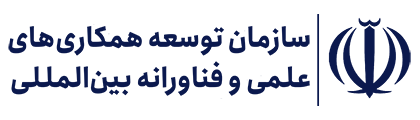 سازمان توسعه همکاری‌های
علمی و فناورانه بین‌المللی